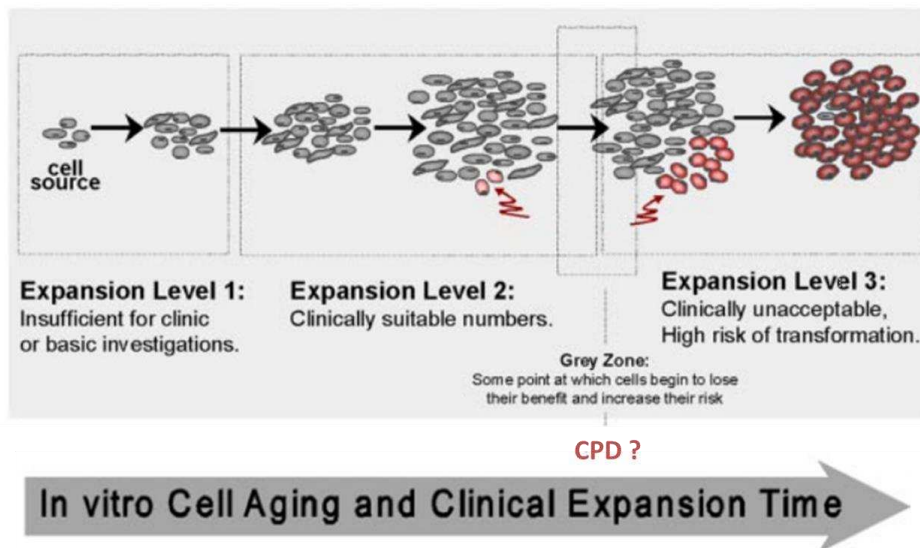 cell
source
Expansion Level 1:
Insufficient for clinic
or basic investigations.
Expansion Level 2:
Clinically suitable numbers.
Expansion Level 3:
Clinically unacceptable,
High risk of transformation.
Grey Zone:
Some point at which cells begin to lose
their benefit and increase their risk
CPD ?
In vitro Cell Aging and Clinical Expansion Time